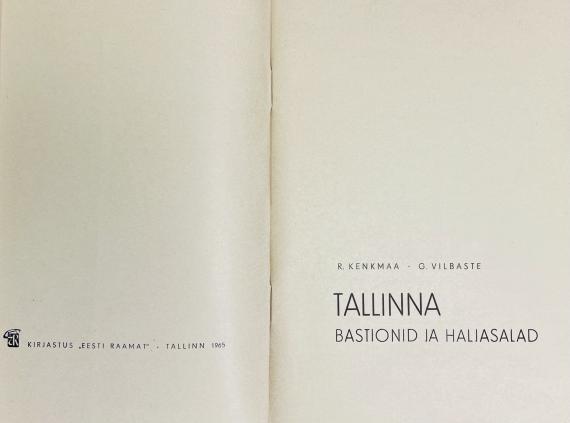 KIRJASTUS „EESTI RAAMAT" · TALLINN 1965
R. KENKMAA · G. VILBASTE
TALLINNA
BASTIONID JA HALJASALAD